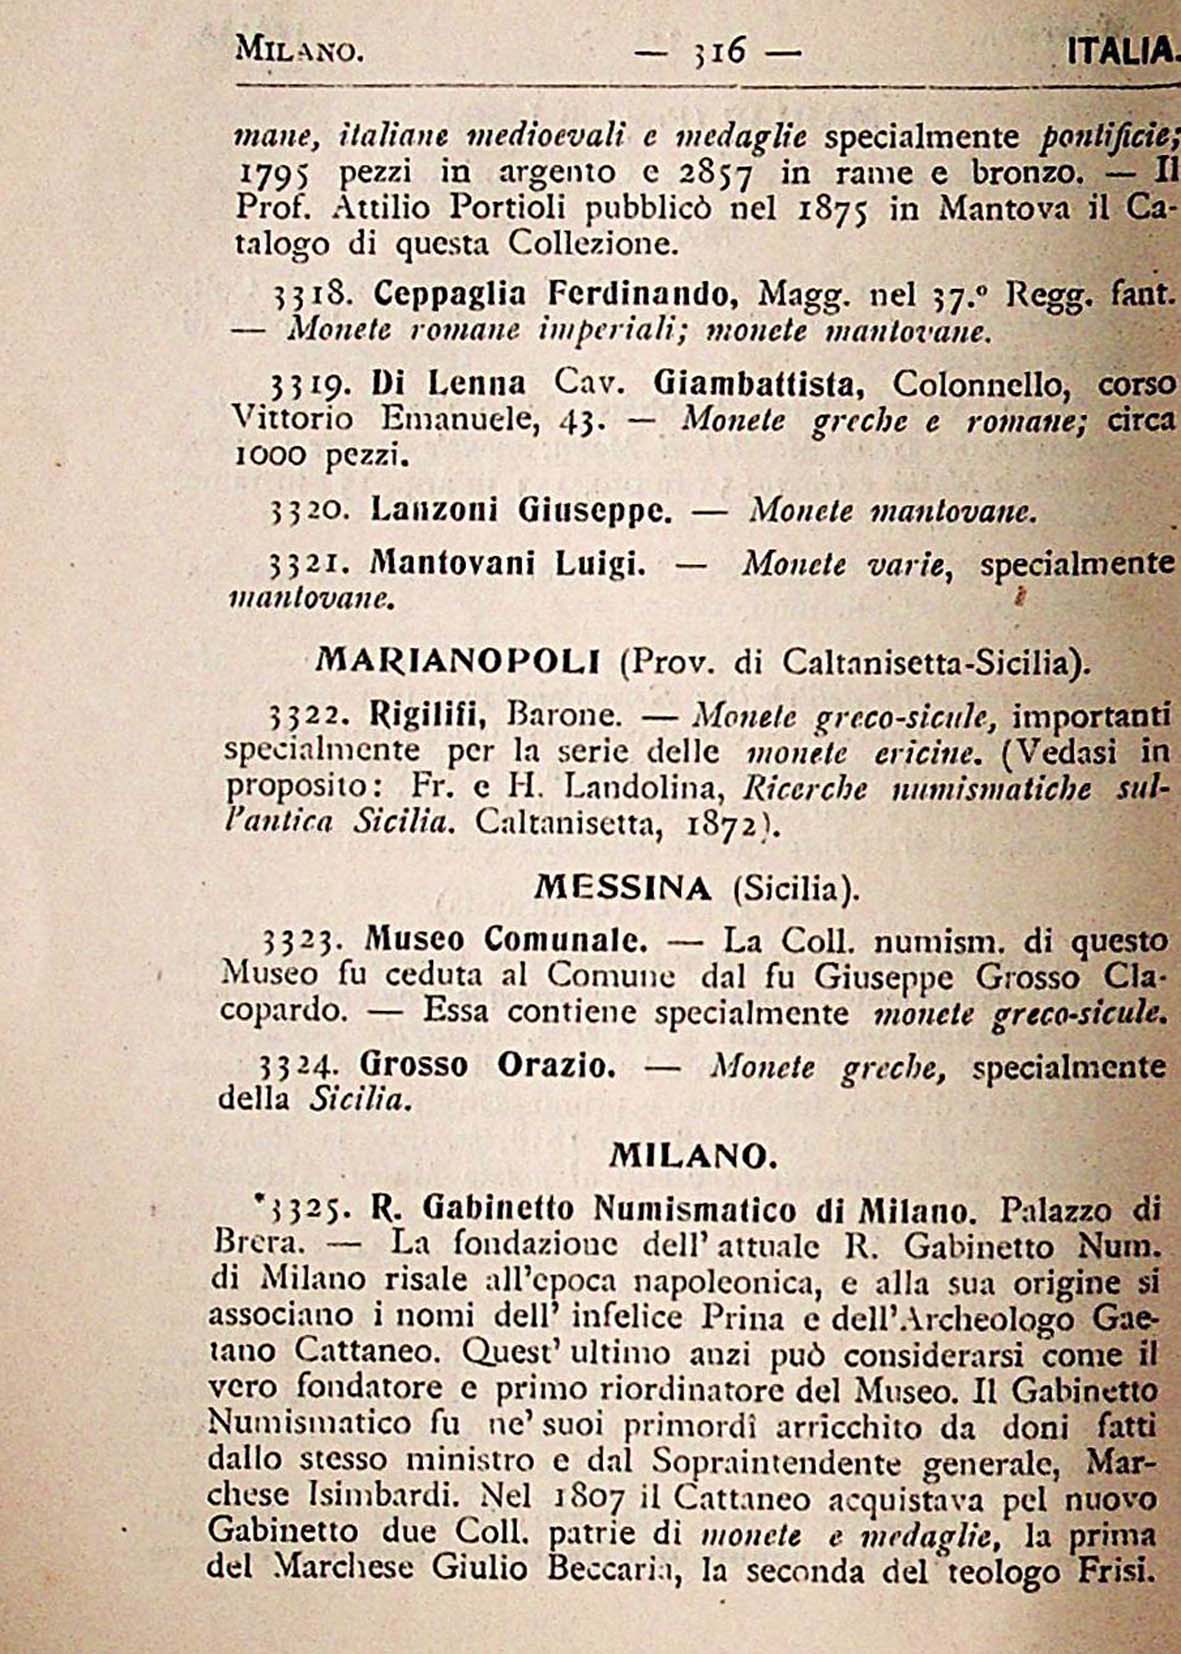 MILANO. — 316 — ITALIA.
mane, italiane medioevali e medaglie specialmente pontificie;
1795 pezzi in argento e 2857 in rame e bronzo. — Il
Prof. Attilio Portioli pubblicò nel 1875 in Mantova il Ca-
talogo di questa Collezione.
3318. Ceppaglia Ferdinando, Magg. nel 37.º Regg. fant.
— Monete romane imperiali; monete mantovane.
3319. Di Lenna Cav. Giambattista, Colonnello, corso
Vittorio Emanuele, 43. — Monete greche e romane; circa
1000 pezzi.
3320. Lanzoni Giuseppe. — Monete mantovane.
3321. Mantovani Luigi. — Monete varie, specialmente
mantovane.
MARIANOPOLI (Prov. di Caltanisetta-Sicilia).
3322. Rigilifi, Barone. — Monete greco-sicule, importanti
specialmente per la serie delle monete ericine. (Vedasi in
proposito: Fr. e H. Landolina, Ricerche numismatiche sul-
l'antica Sicilia. Caltanisetta, 1872).
MESSINA (Sicilia).
3323. Museo Comunale. — La Coll. numism. di questo
Museo fu ceduta al Comune dal fu Giuseppe Grosso Cla-
copardo. — Essa contiene specialmente monete greco-sicule.
3324. Grosso Orazio. — Monete greche, specialmente
della Sicilia.
MILANO.
*3325. R. Gabinetto Numismatico di Milano. Palazzo di
Brera. — La fondazione dell' attuale R. Gabinetto Num.
di Milano risale all'epoca napoleonica, e alla sua origine si
associano i nomi dell' infelice Prina e dell'Archeologo Gae-
tano Cattaneo. Quest' ultimo anzi può considerarsi come il
vero fondatore e primo riordinatore del Museo. Il Gabinetto
Numismatico fu ne' suoi primordî arricchito da doni fatti
dallo stesso ministro e dal Sopraintendente generale, Mar-
chese Isimbardi. Nel 1807 il Cattaneo acquistava pel nuovo
Gabinetto due Coll. patrie di monete e medaglie, la prima
del Marchese Giulio Beccaria, la seconda del teologo Frisi.